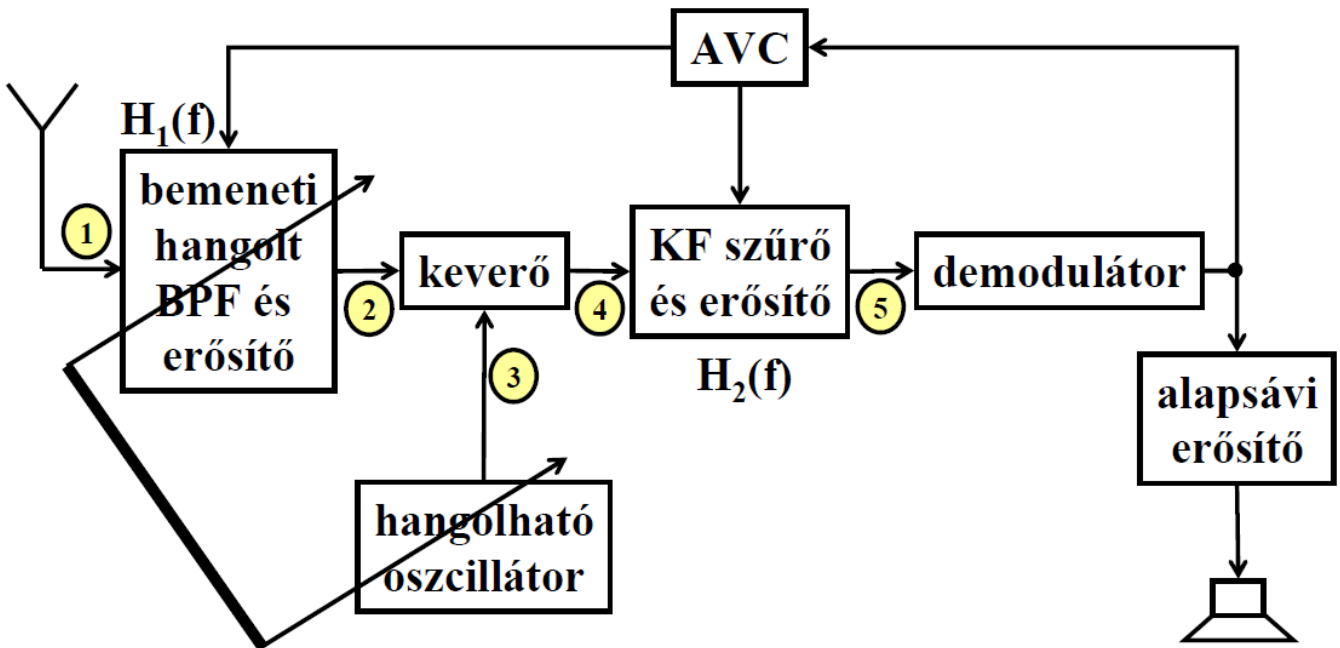 AVC
H₁(f)
bemeneti
hangolt
BPF és
erősítő
1
2
keverő
3
4
KF szűrő
és erősítő
H₂(f)
5
demodulátor
hangolható
oszcillátor
alapsávi
erősítő